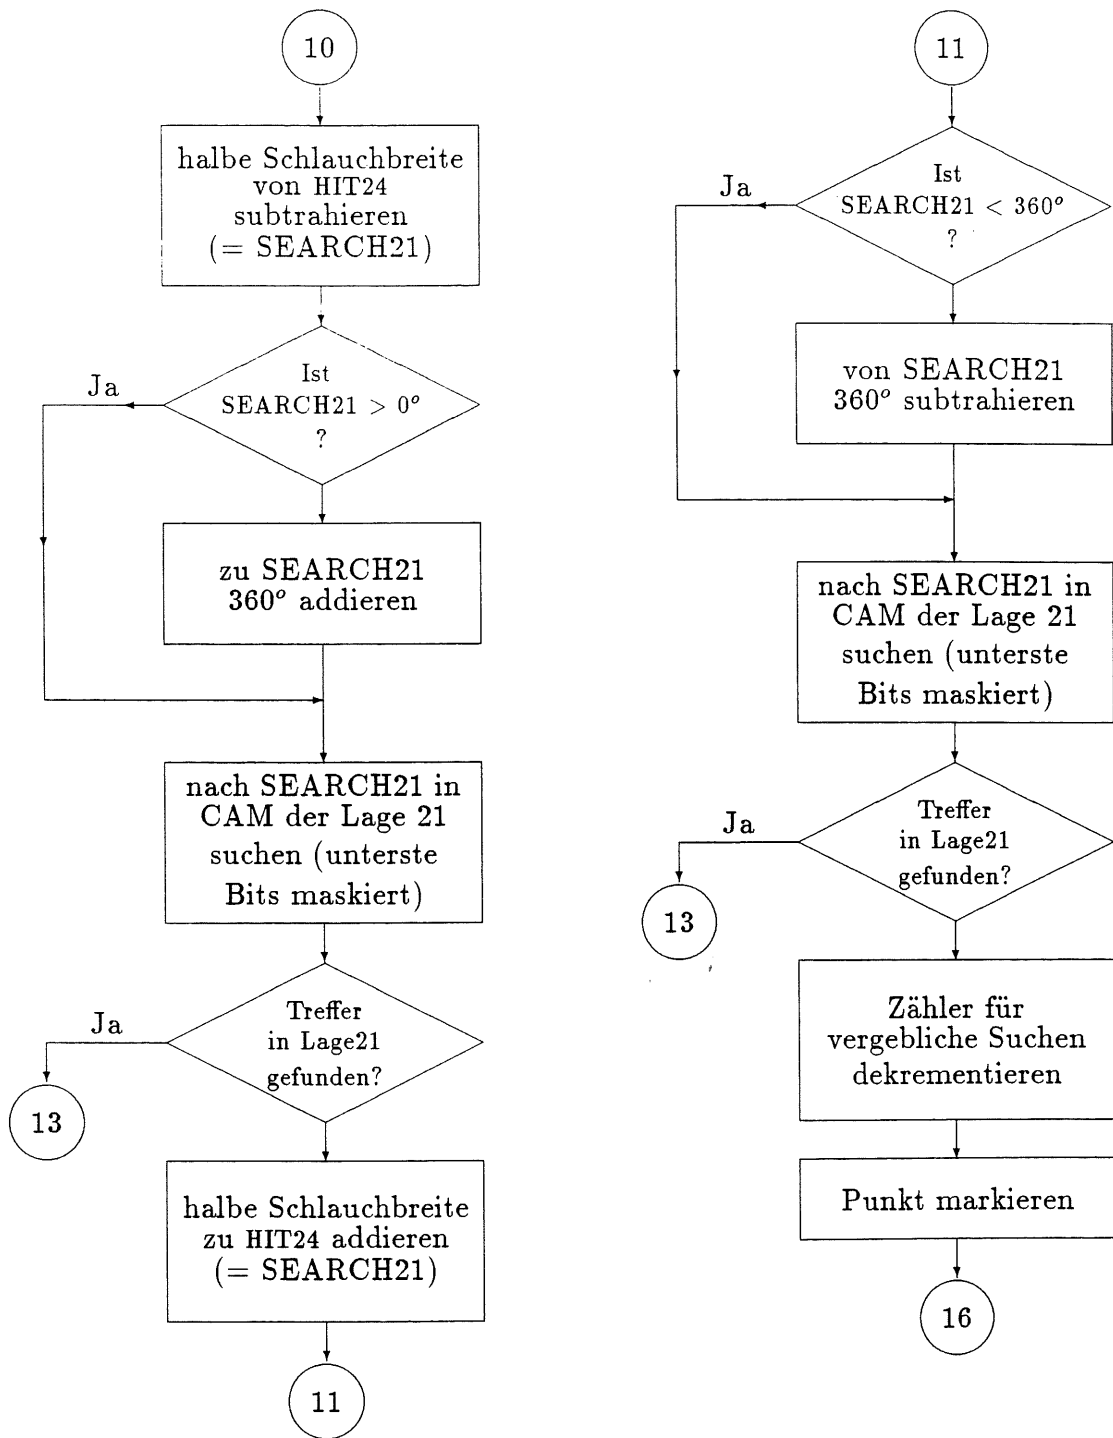 10
halbe Schlauchbreite
von HIT24
subtrahieren
(= SEARCH21)
Ist
SEARCH21 > 0°
?
Ja
zu SEARCH21
360° addieren
nach SEARCH21 in
CAM der Lage 21
suchen (unterste
Bits maskiert)
Treffer
in Lage21
gefunden?
Ja
13
halbe Schlauchbreite
zu HIT24 addieren
(= SEARCH21)
11
11
Ist
SEARCH21 < 360°
?
Ja
von SEARCH21
360° subtrahieren
nach SEARCH21 in
CAM der Lage 21
suchen (unterste
Bits maskiert)
Treffer
in Lage21
gefunden?
Ja
13
Zähler für
vergebliche Suchen
dekrementieren
Punkt markieren
16